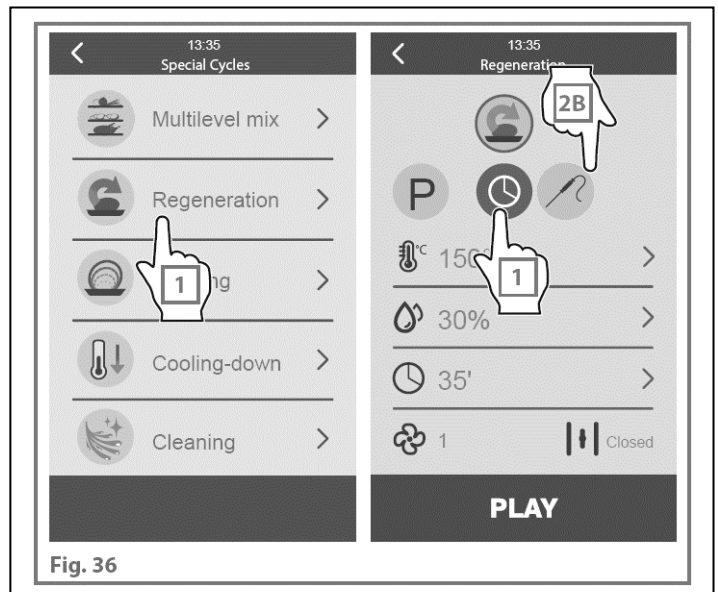 13:35
Special Cycles
Multilevel mix
Regeneration
1
ng
Cooling-down
Cleaning
13:35
Regeneration
2B
P
1
°C 150°
30%
35'
1 Closed
PLAY
Fig. 36